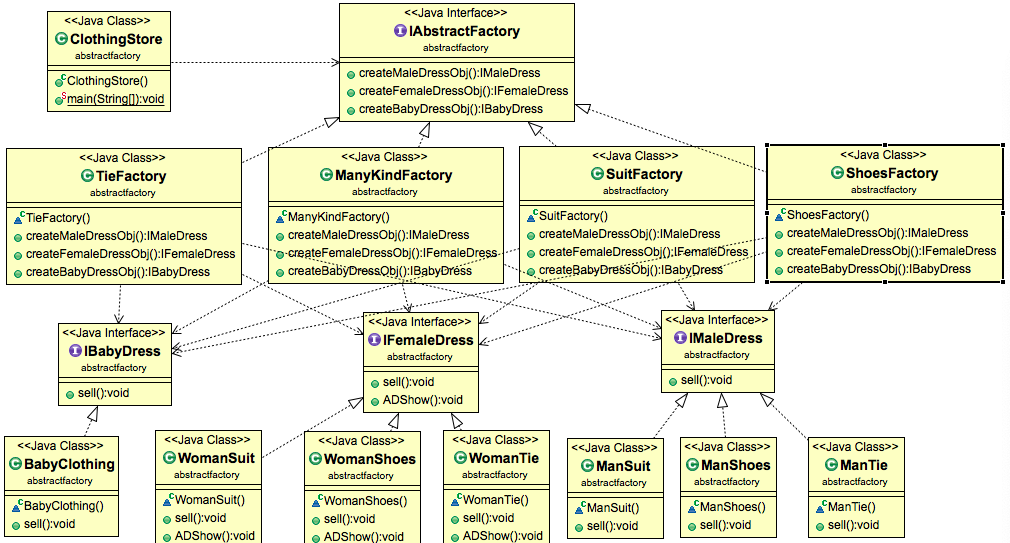 <<Java Class>>
ClothingStore
abstractfactory
ClothingStore()
main(String[]):void
<<Java Interface>>
IAbstractFactory
abstractfactory
createMaleDressObj():IMaleDress
createFemaleDressObj():IFemaleDress
createBabyDressObj():IBabyDress
<<Java Class>>
TieFactory
abstractfactory
TieFactory()
createMaleDressObj():IMaleDress
createFemaleDressObj():IFemaleDress
createBabyDressObj():IBabyDress
<<Java Class>>
ManyKindFactory
abstractfactory
ManyKindFactory()
createMaleDressObj():IMaleDress
createFemaleDressObj():IFemaleDress
createBabyDressObj():IBabyDress
<<Java Class>>
SuitFactory
abstractfactory
SuitFactory()
createMaleDressObj():IMaleDress
createFemaleDressObj():IFemaleDress
createBabyDressObj():IBabyDress
<<Java Class>>
ShoesFactory
abstractfactory
ShoesFactory()
createMaleDressObj():IMaleDress
createFemaleDressObj():IFemaleDress
createBabyDressObj():IBabyDress
<<Java Interface>>
IBabyDress
abstractfactory
sell():void
<<Java Interface>>
IFemaleDress
abstractfactory
sell():void
ADShow():void
<<Java Interface>>
IMaleDress
abstractfactory
sell():void
<<Java Class>>
BabyClothing
abstractfactory
BabyClothing()
sell():void
<<Java Class>>
WomanSuit
abstractfactory
WomanSuit()
sell():void
ADShow():void
<<Java Class>>
WomanShoes
abstractfactory
WomanShoes()
sell():void
ADShow():void
<<Java Class>>
WomanTie
abstractfactory
WomanTie()
sell():void
ADShow():void
<<Java Class>>
ManSuit
abstractfactory
ManSuit()
sell():void
<<Java Class>>
ManShoes
abstractfactory
ManShoes()
sell():void
<<Java Class>>
ManTie
abstractfactory
ManTie()
sell():void